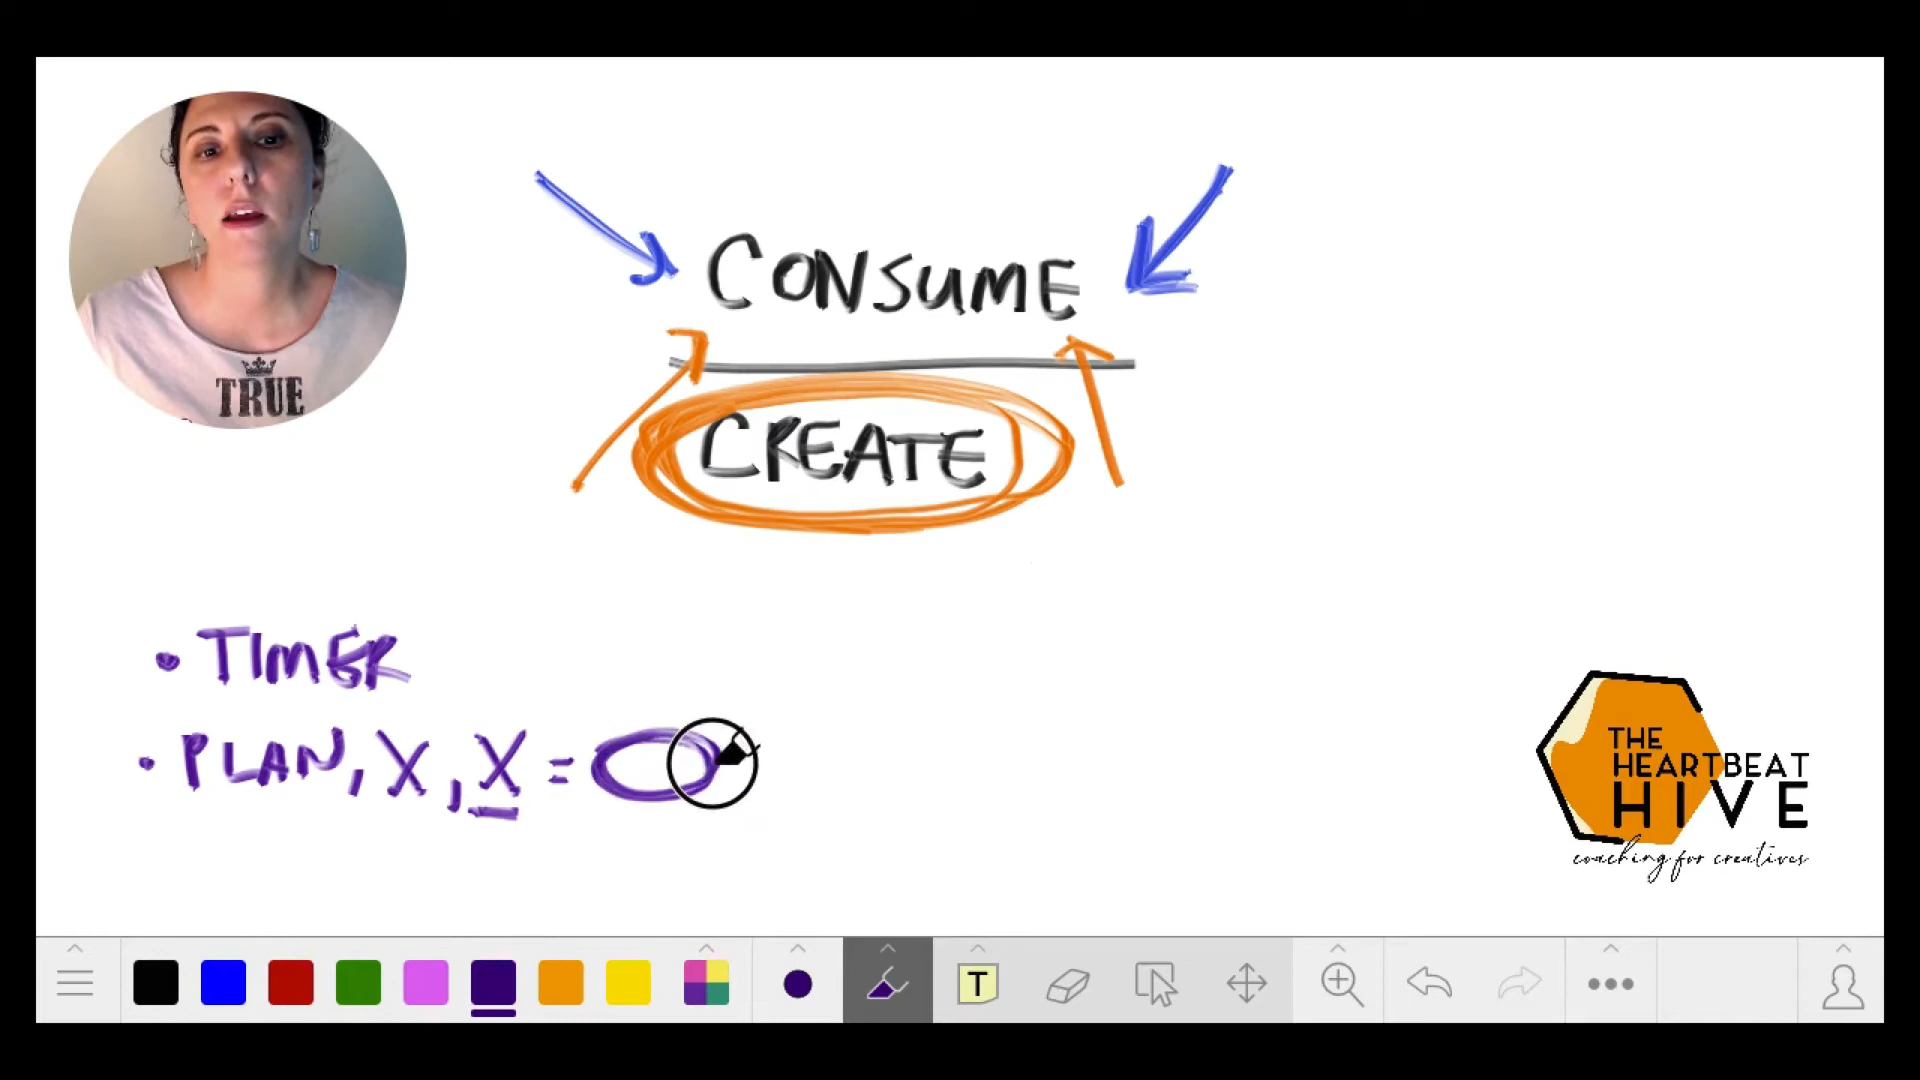 TRUE
CONSUME
CREATE
• TIMER
• PLAN, X, X =
THE
HEARTBEAT
HIVE
coaching for creatives
T